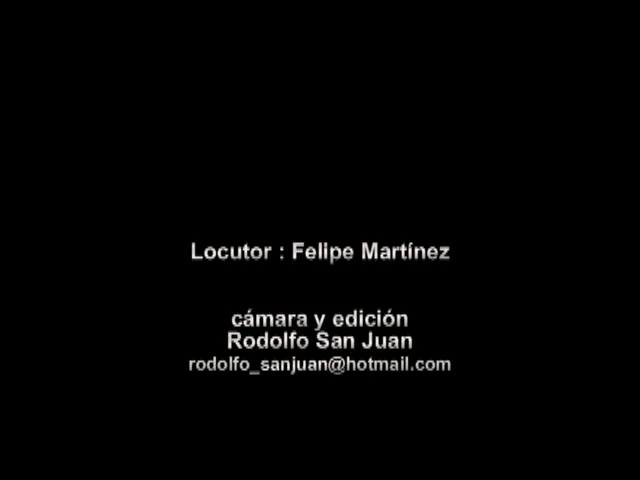 Locutor : Felipe Martínez
cámara y edición
Rodolfo San Juan
rodolfo_sanjuan@hotmail.com